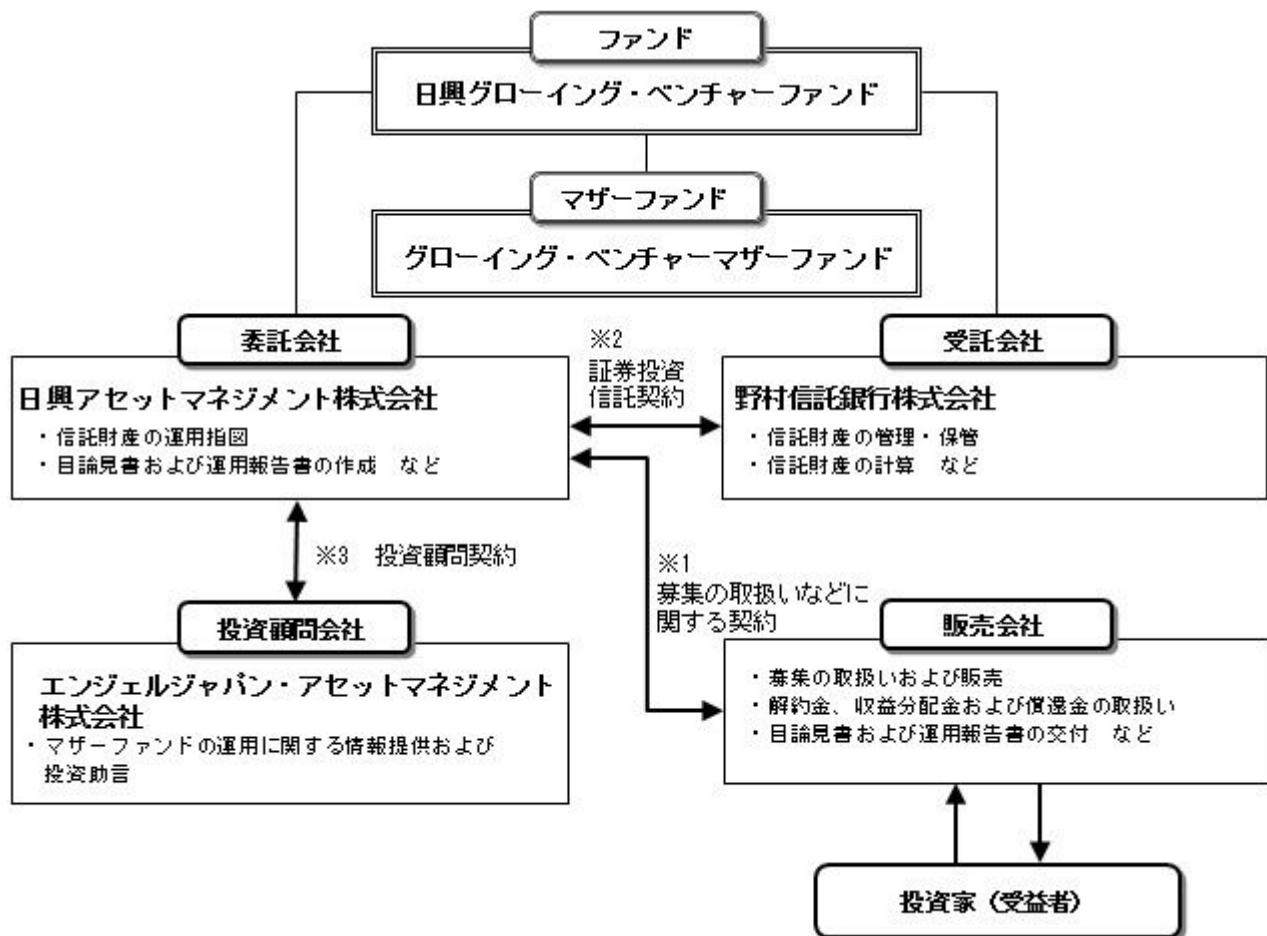 ファンド
日興グローイング・ベンチャーファンド
マザーファンド
グローイング・ベンチャーマザーファンド
委託会社
日興アセットマネジメント株式会社
・信託財産の運用指図
・目論見書および運用報告書の作成　など
※2
証券投資
信託契約
受託会社
野村信託銀行株式会社
・信託財産の管理・保管
・信託財産の計算　など
※3　投資顧問契約
※1
募集の取扱いなどに
関する契約
投資顧問会社
エンジェルジャパン・アセットマネジメント
株式会社
・マザーファンドの運用に関する情報提供および
投資助言
販売会社
・募集の取扱いおよび販売
・解約金、収益分配金および償還金の取扱い
・目論見書および運用報告書の交付　など
投資家（受益者）